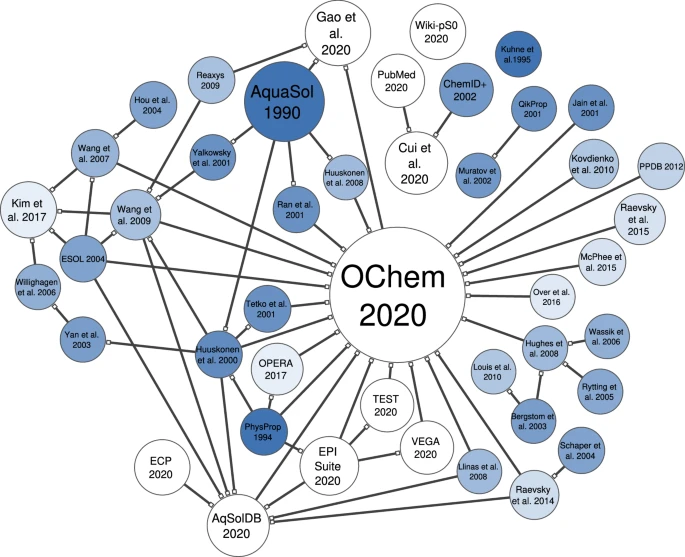 Gao et
al.
2020
Wiki-pS0
2020
Kuhne et
al.1995
Reaxys
2009
PubMed
2020
ChemID+
2002
AquaSol
1990
Hou et al.
2004
QikProp
2001
Jain et al.
2001
Wang et al.
2007
Yalkowsky
et al. 2001
Huuskonen
et al. 2008
Cui et
al.
2020
Muratov et
al. 2002
Kovdienko
et al. 2010
PPDB 2012
Kim et
al. 2017
Wang et
al. 2009
Ran et al.
2001
Raevsky
et al.
2015
ESOL 2004
OChem
2020
McPhee et
al. 2015
Willighagen
et al. 2006
Tetko et al.
2001
Over et al.
2016
Yan et al.
2003
Huuskonen
et al. 2000
Hughes et
al. 2008
Wassik et
al. 2006
OPERA
2017
Louis et al.
2010
Rytting et
al. 2005
TEST
2020
PhysProp
1994
Bergstom et
al. 2003
VEGA
2020
Schaper et
al. 2004
ECP
2020
EPI
Suite
2020
Llinas et al.
2008
Raevsky
et al. 2014
AqSolDB
2020